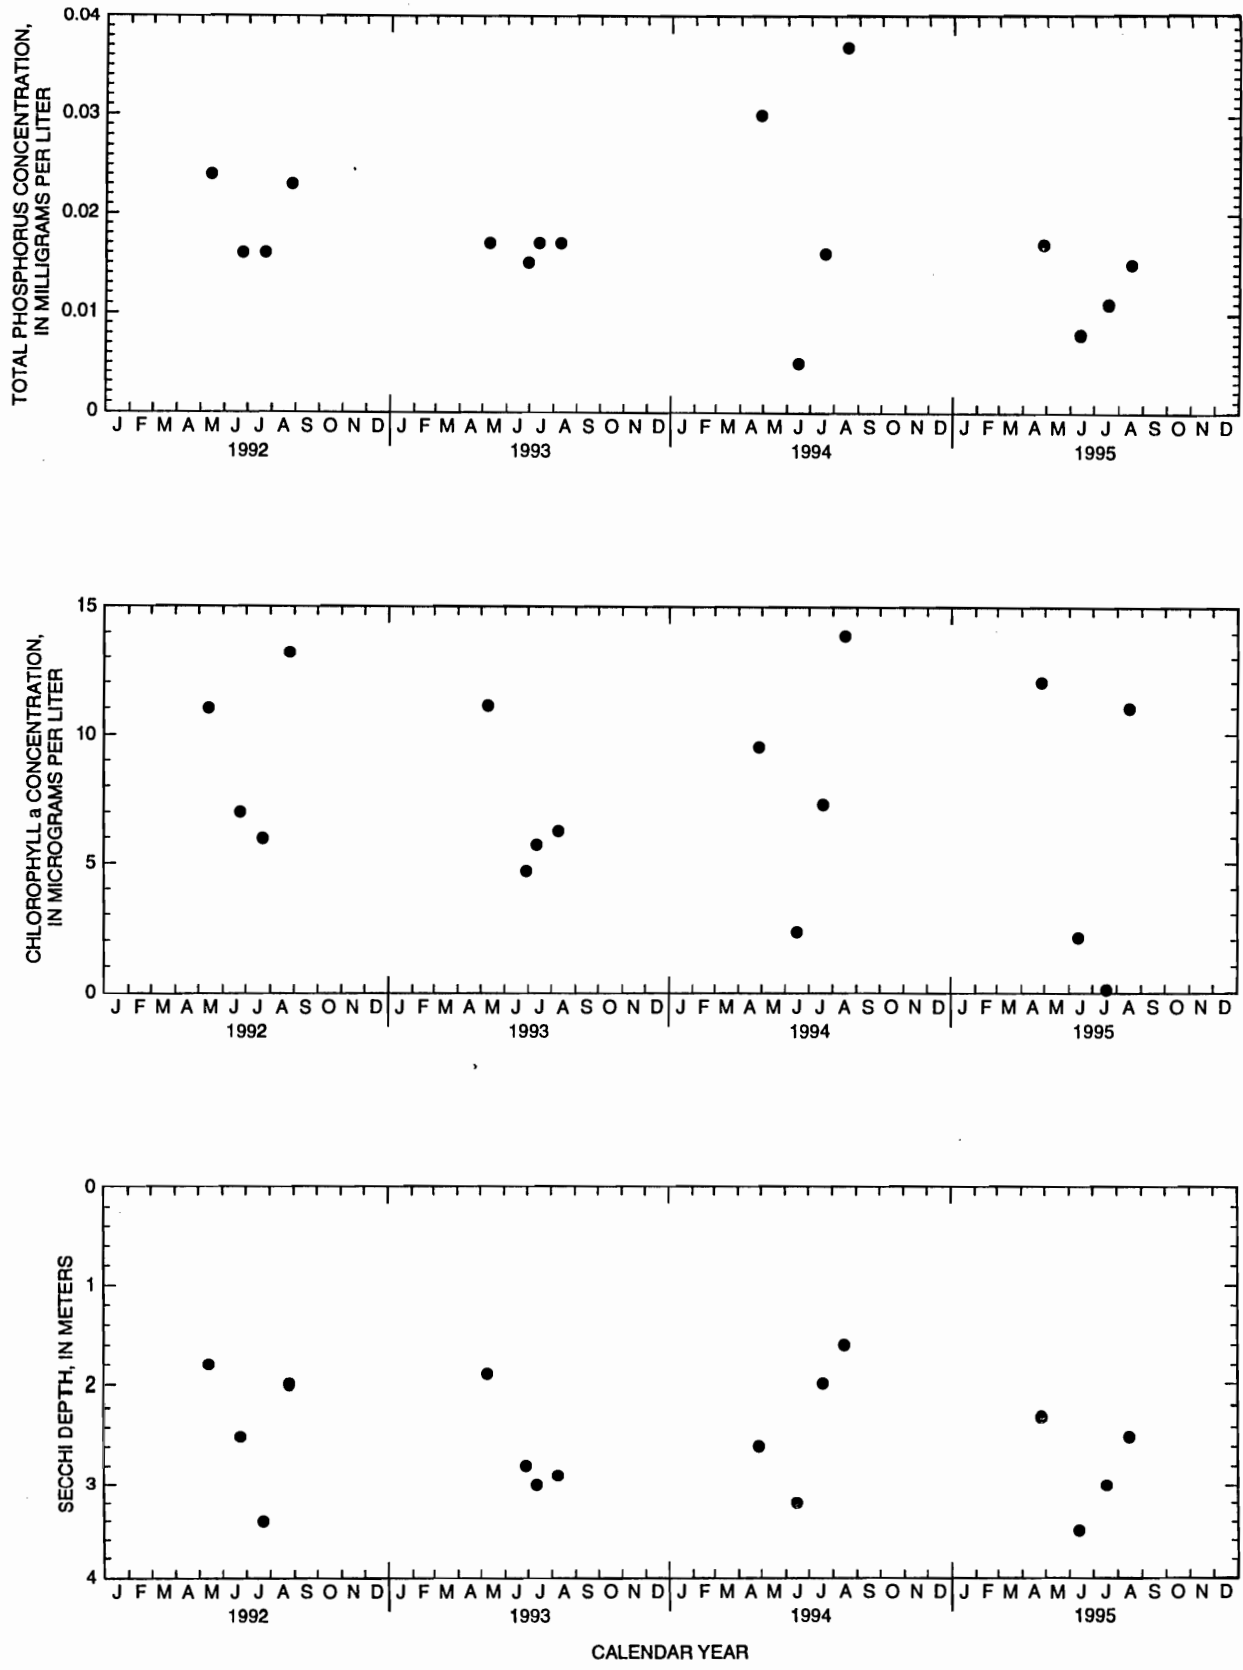 TOTAL PHOSPHORUS CONCENTRATION,
IN MILLIGRAMS PER LITER
0.04
0.03
0.02
0.01
0
J F M A M J J A S O N D J F M A M J J A S O N D J F M A M J J A S O N D J F M A M J J A S O N D
1992 1993 1994 1995
CHLOROPHYLL a CONCENTRATION,
IN MICROGRAMS PER LITER
15
10
5
0
J F M A M J J A S O N D J F M A M J J A S O N D J F M A M J J A S O N D J F M A M J J A S O N D
1992 1993 1994 1995
SECCHI DEPTH, IN METERS
0
1
2
3
4
J F M A M J J A S O N D J F M A M J J A S O N D J F M A M J J A S O N D J F M A M J J A S O N D
1992 1993 1994 1995
CALENDAR YEAR